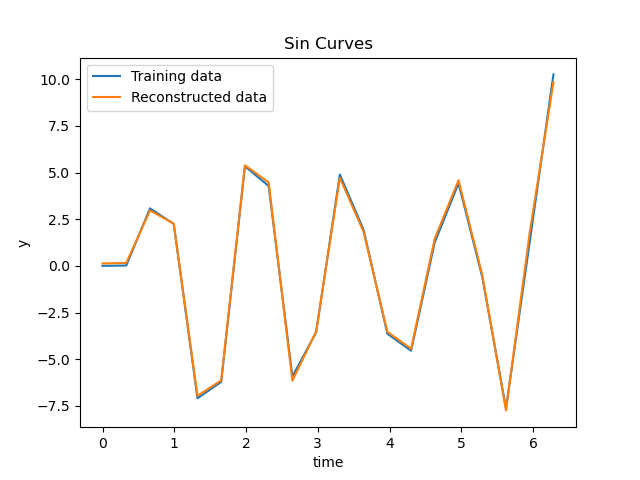 Sin Curves
Training data
Reconstructed data
10.0
7.5
5.0
2.5
0.0
−2.5
−5.0
−7.5
y
0 1 2 3 4 5 6
time